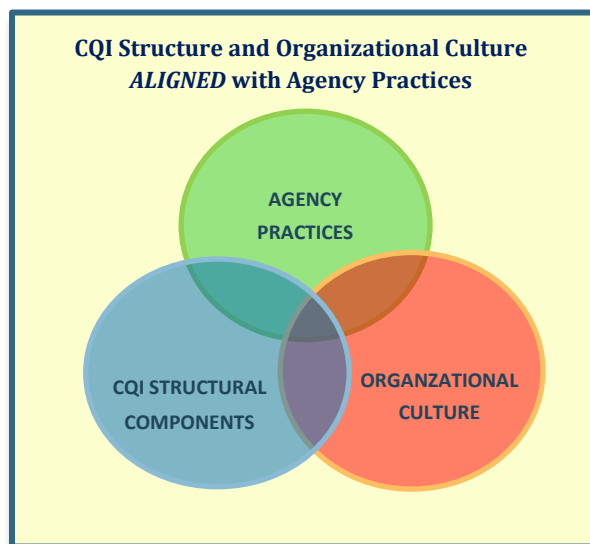 CQI Structure and Organizational Culture
ALIGNED with Agency Practices
AGENCY
PRACTICES
CQI STRUCTURAL
COMPONENTS
ORGANZATIONAL
CULTURE